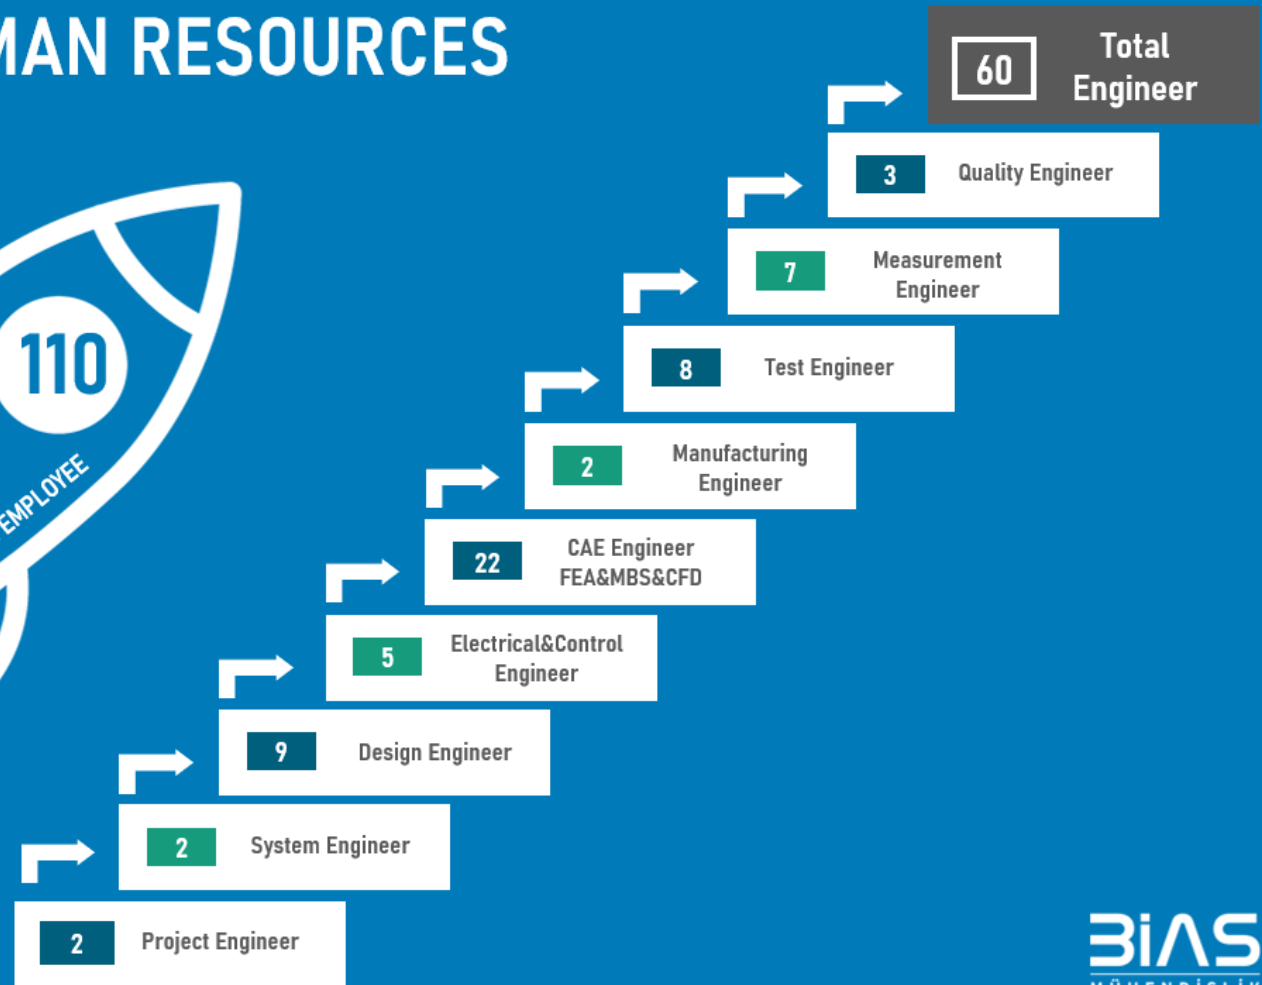 MAN RESOURCES
60
Total
Engineer
3
Quality Engineer
7
Measurement
Engineer
8
Test Engineer
110
EMPLOYEE
2
Manufacturing
Engineer
22
CAE Engineer
FEA&MBS&CFD
5
Electrical&Control
Engineer
9
Design Engineer
2
System Engineer
2
Project Engineer
BiAS
MÜHENDİSLİK